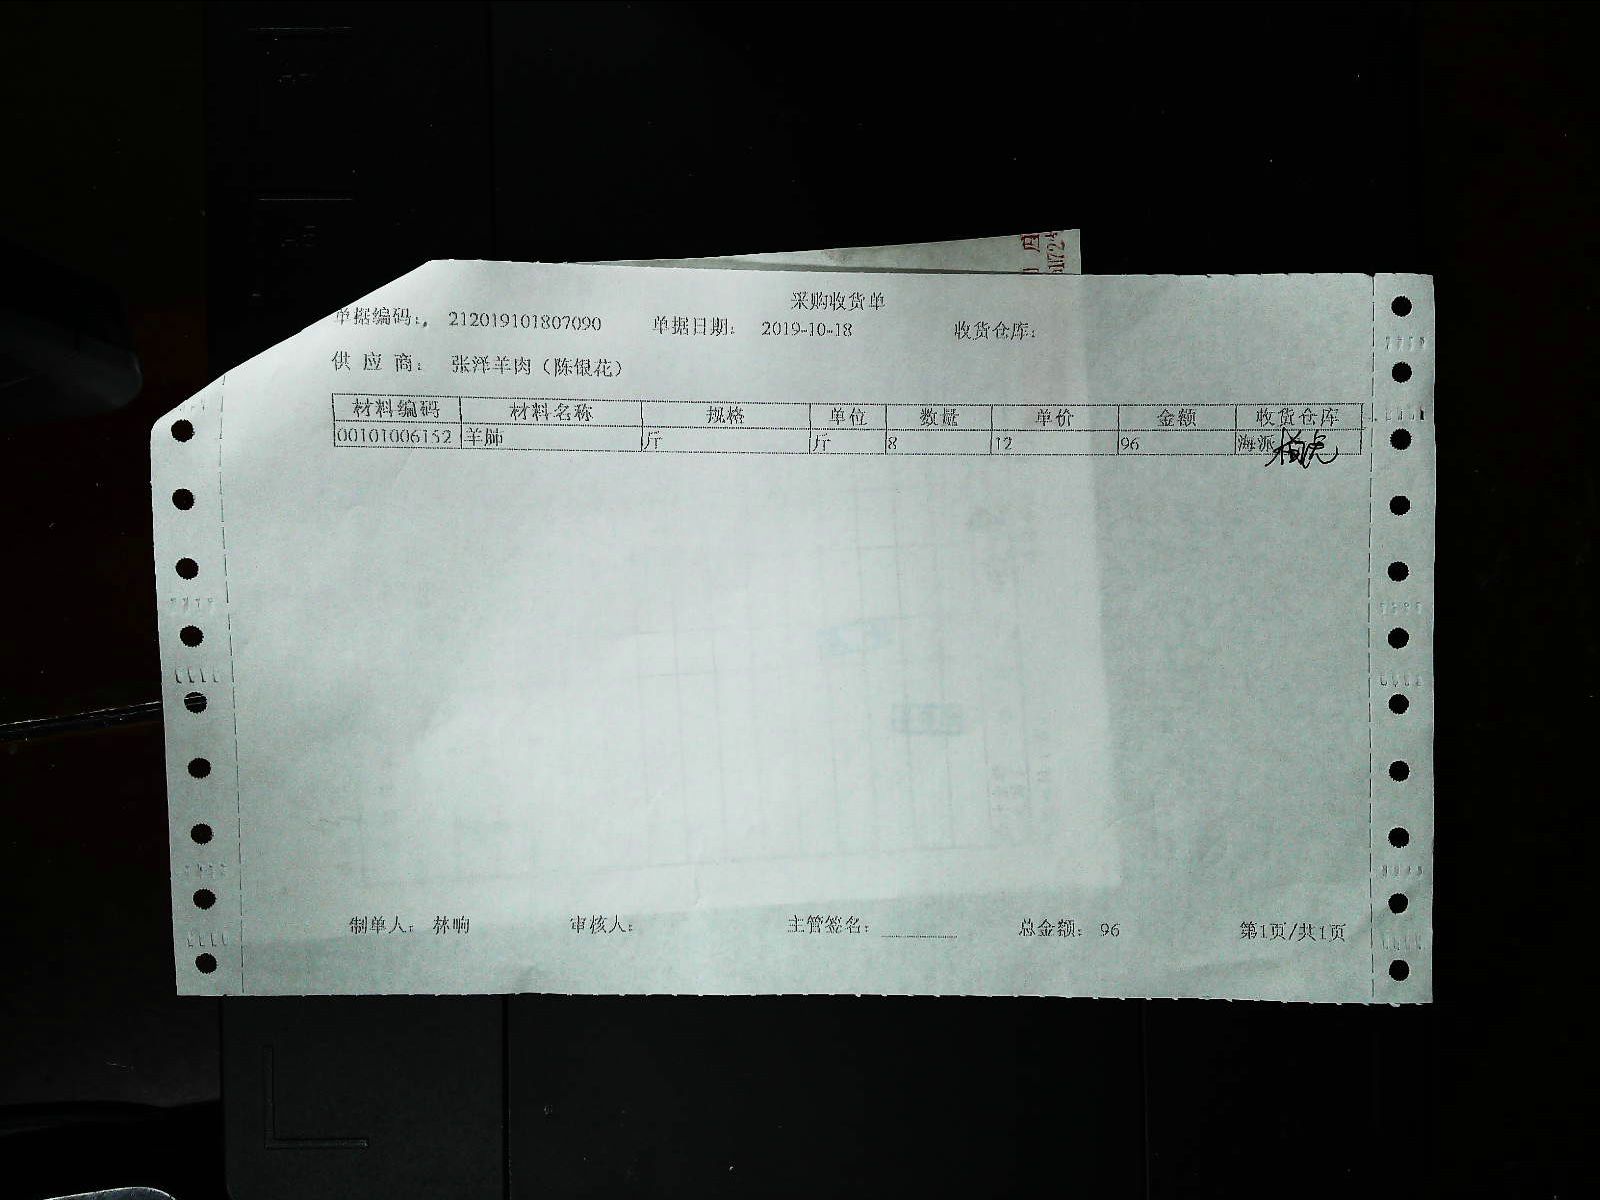 采购收货单
单据编码: 212019101807090 单据日期: 2019-10-18 收货仓库:
供应商: 张洋羊肉（陈银花）
材料编码 材料名称 规格 单位 数量 单价 金额 收货仓库
00101006152 羊肺 斤 斤 8 12 96 海派
制单人: 林响 审核人: 主管签名: 总金额: 96 第1页/共1页